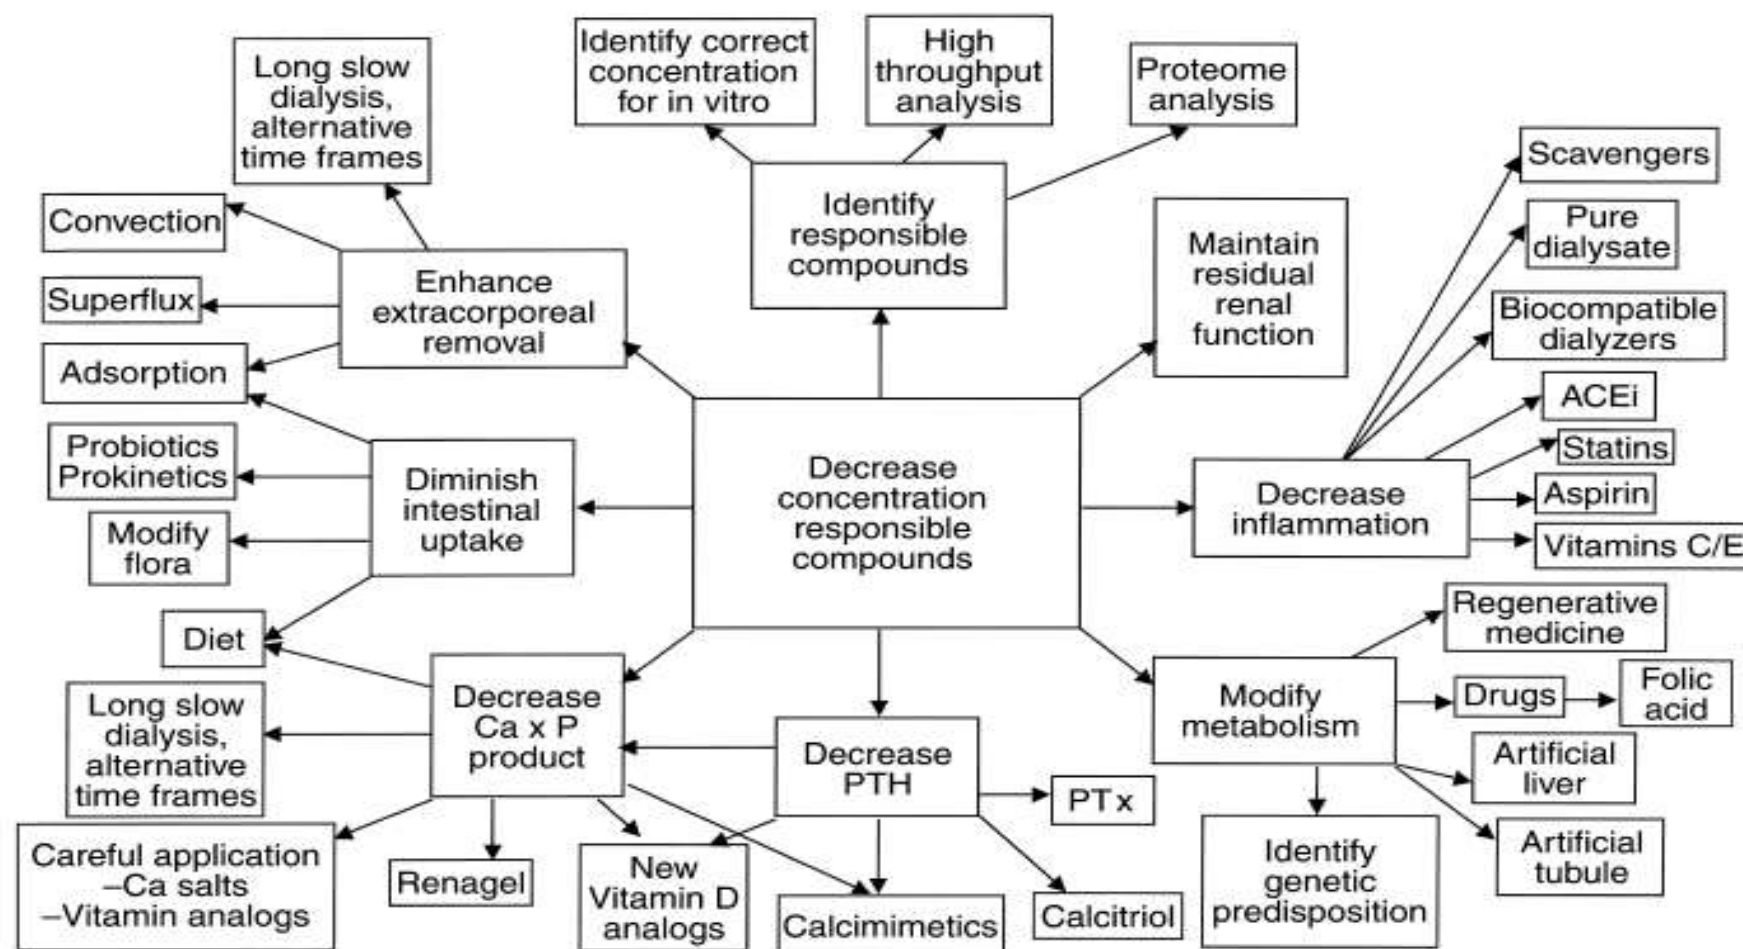 Long slow
dialysis,
alternative
time frames
Identify correct
concentration
for in vitro
High
throughput
analysis
Proteome
analysis
Scavengers
Convection
Identify
responsible
compounds
Maintain
residual
renal
function
Pure
dialysate
Superflux
Enhance
extracorporeal
removal
Biocompatible
dialyzers
Adsorption
ACEi
Probiotics
Prokinetics
Diminish
intestinal
uptake
Decrease
concentration
responsible
compounds
Decrease
inflammation
Statins
Aspirin
Modify
flora
Vitamins C/E
Diet
Regenerative
medicine
Long slow
dialysis,
alternative
time frames
Decrease
Ca x P
product
Decrease
PTH
PTx
Modify
metabolism
Drugs
Folic
acid
Artificial
liver
Careful application
–Ca salts
–Vitamin analogs
Renagel
New
Vitamin D
analogs
Calcimimetics
Calcitriol
Identify
genetic
predisposition
Artificial
tubule